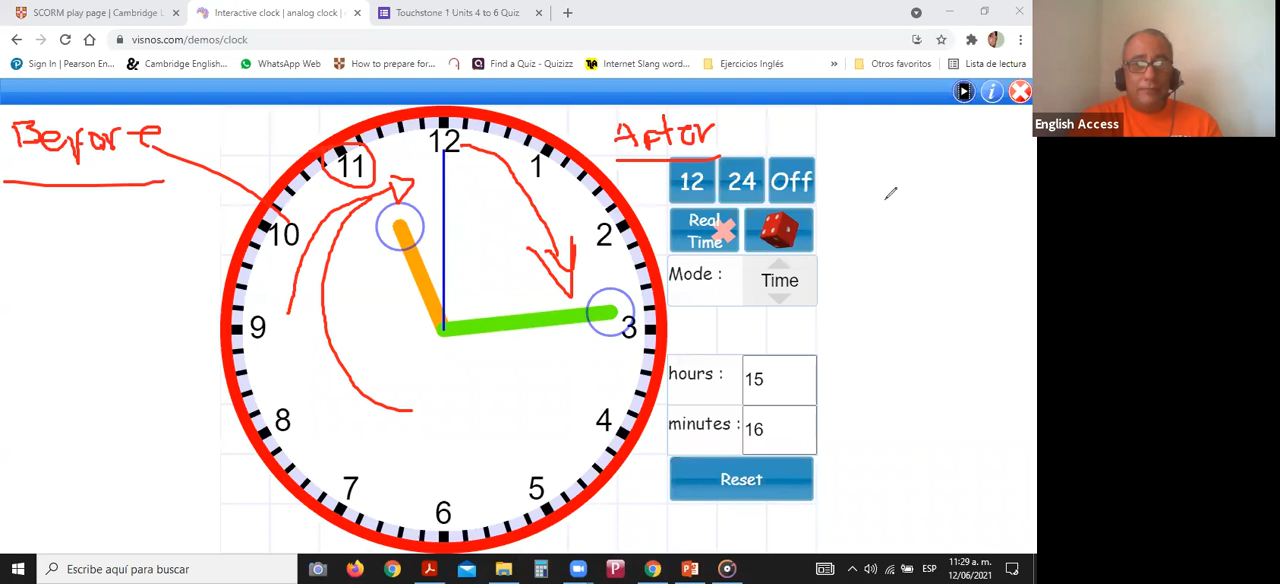 SCORM play page | Cambridge L
Interactive clock | analog clock |
Touchstone 1 Units 4 to 6 Quiz
visnos.com/demos/clock
Sign In | Pearson En...
Cambridge English...
WhatsApp Web
How to prepare for...
Find a Quiz - Quizizz
Internet Slang word...
Ejercicios Inglés
»
Otros favoritos
Lista de lectura
English Access
Before
After
12
1
2
3
4
5
6
7
8
9
10
11
12 24 Off
Real
Time
Mode :
Time
hours :
15
minutes :
16
Reset
Escribe aquí para buscar
ESP
11:29 a. m.
12/06/2021